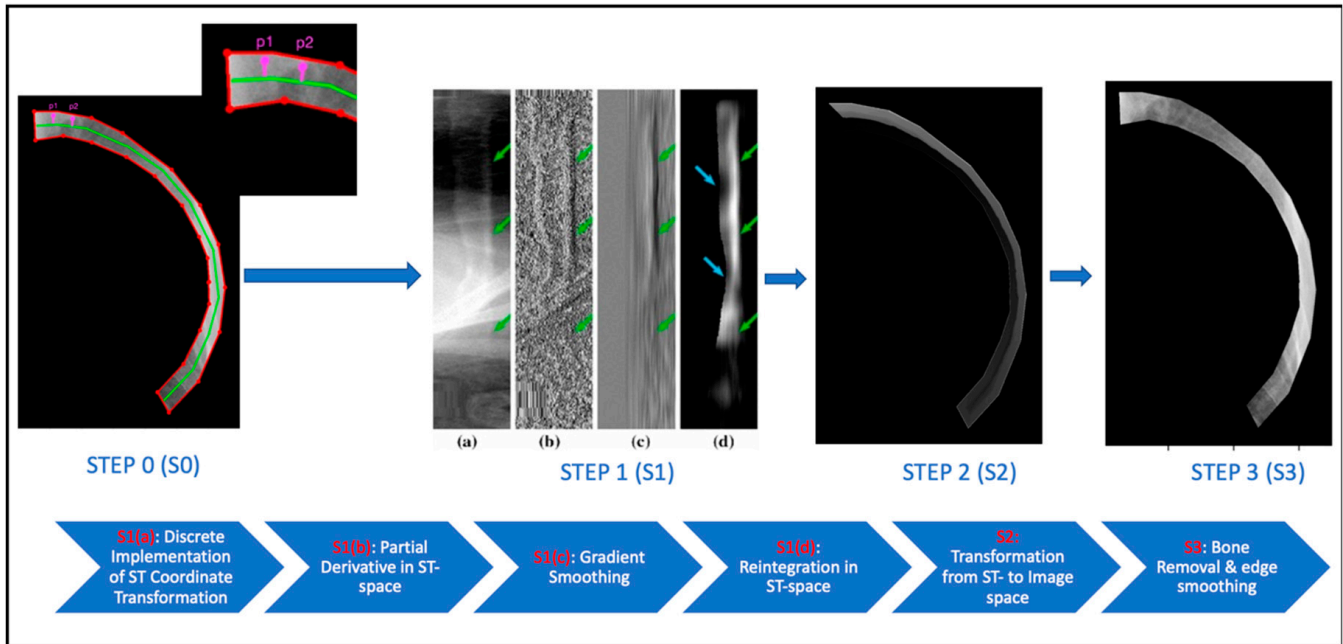 p1 p2
p1 p2
(a) (b) (c) (d)
STEP 0 (S0)
STEP 1 (S1)
STEP 2 (S2)
STEP 3 (S3)
S1(a): Discrete
Implementation
of ST Coordinate
Transformation
S1(b): Partial
Derivative in ST-
space
S1(c): Gradient
Smoothing
S1(d):
Reintegration in
ST-space
S2:
Transformation
from ST- to Image
space
S3: Bone
Removal & edge
smoothing